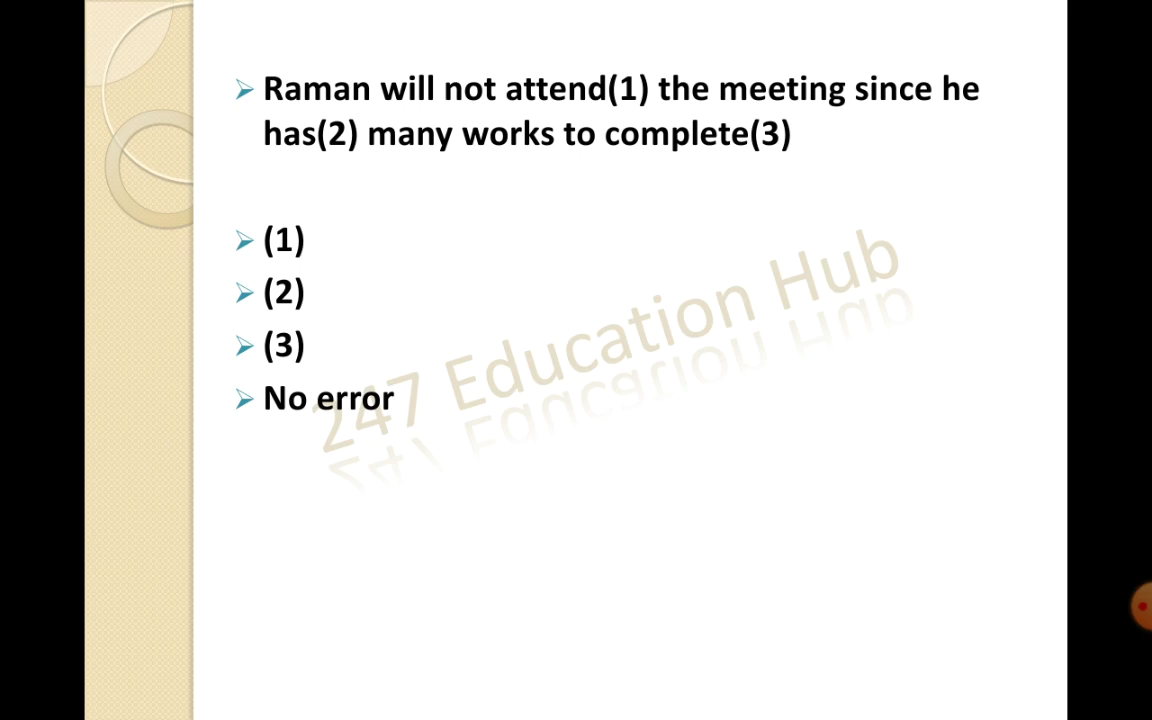 Raman will not attend(1) the meeting since he
has(2) many works to complete(3)
(1)
(2)
(3)
No error
247 Education Hub